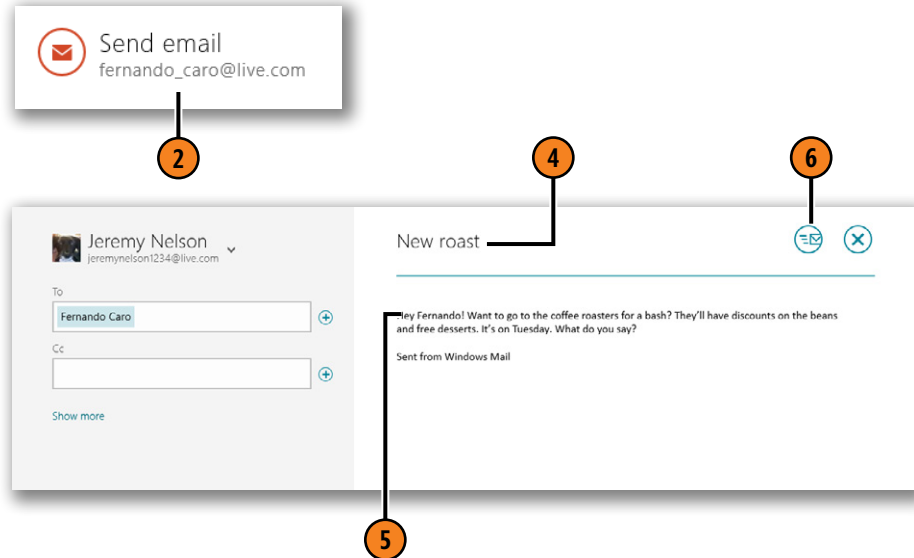 Send email
fernando_caro@live.com
2
4
6
Jeremy Nelson
jeremynelson1234@live.com
New roast
To
Fernando Caro
Hey Fernando! Want to go to the coffee roasters for a bash? They'll have discounts on the beans
and free desserts. It's on Tuesday. What do you say?
Cc
Sent from Windows Mail
Show more
5